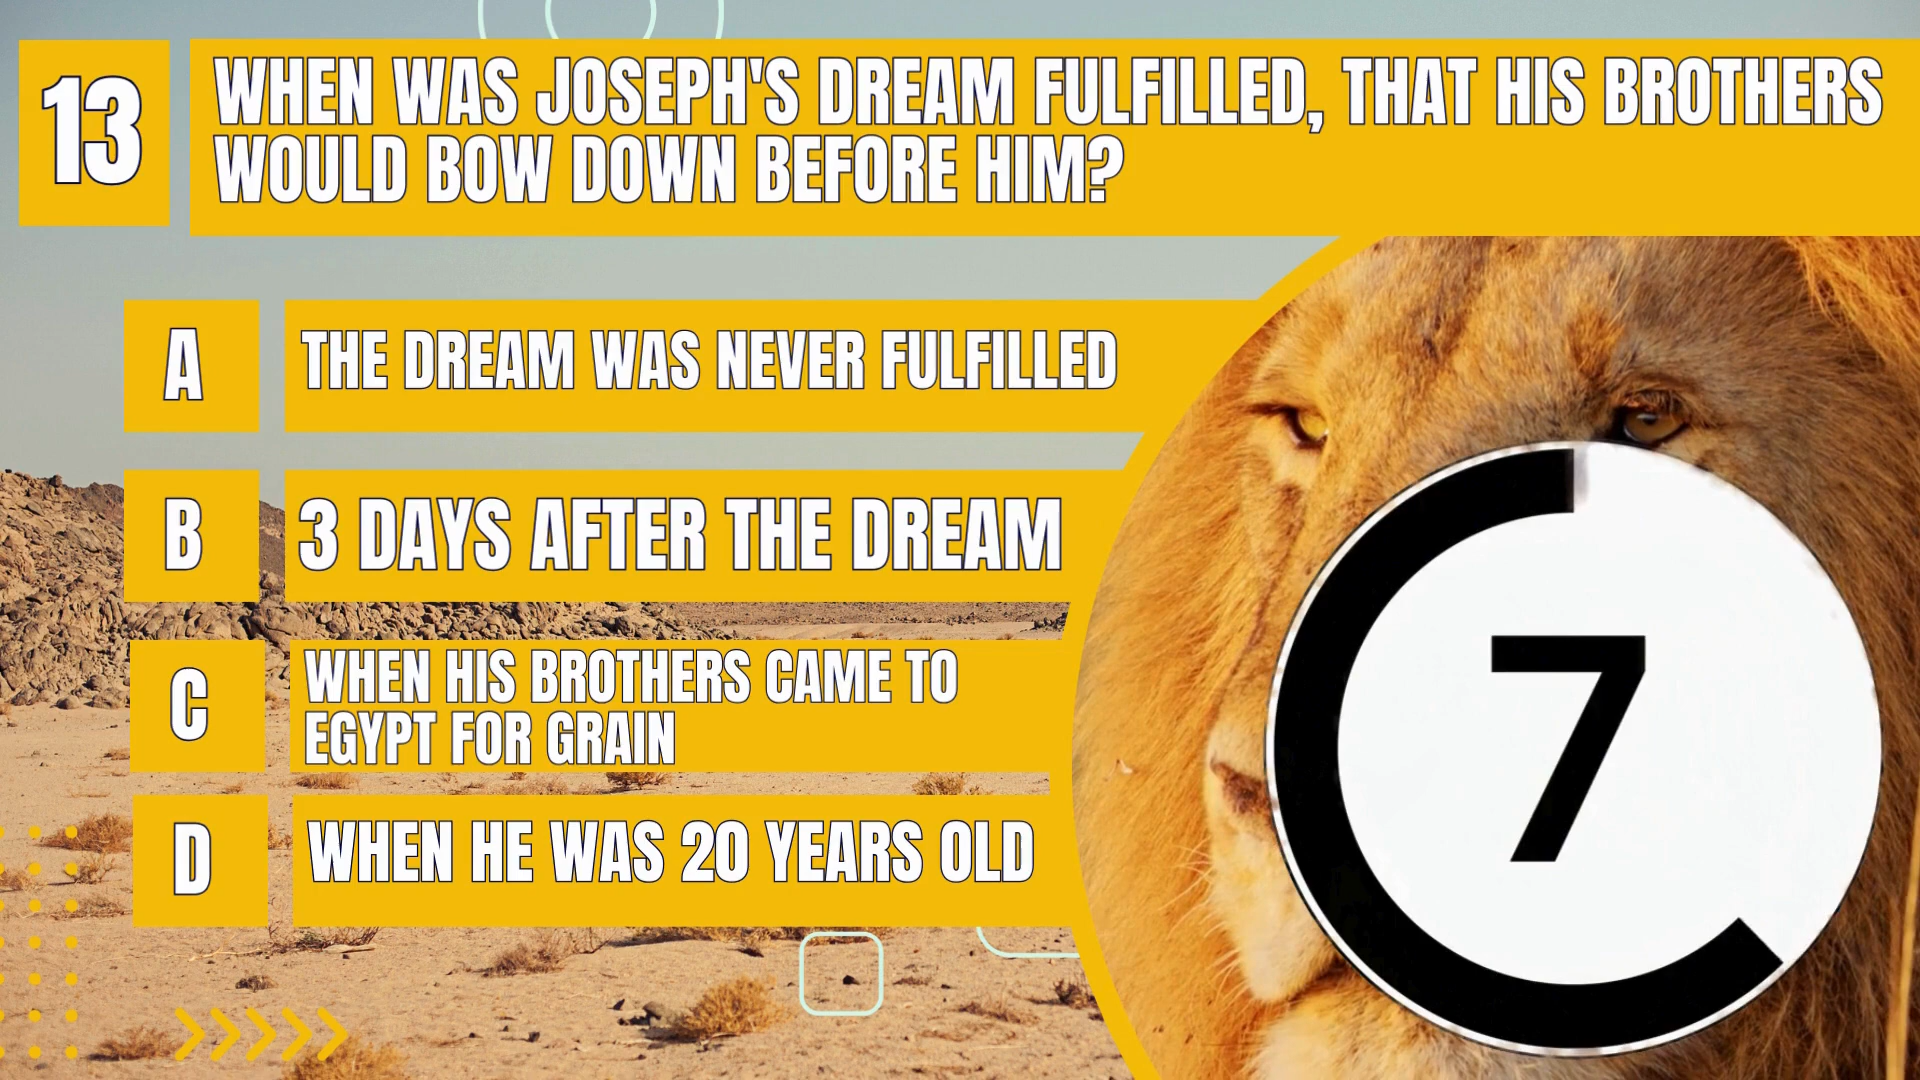 13
WHEN WAS JOSEPH'S DREAM FULFILLED, THAT HIS BROTHERS
WOULD BOW DOWN BEFORE HIM?
A
THE DREAM WAS NEVER FULFILLED
B
3 DAYS AFTER THE DREAM
C
WHEN HIS BROTHERS CAME TO
EGYPT FOR GRAIN
D
WHEN HE WAS 20 YEARS OLD
7